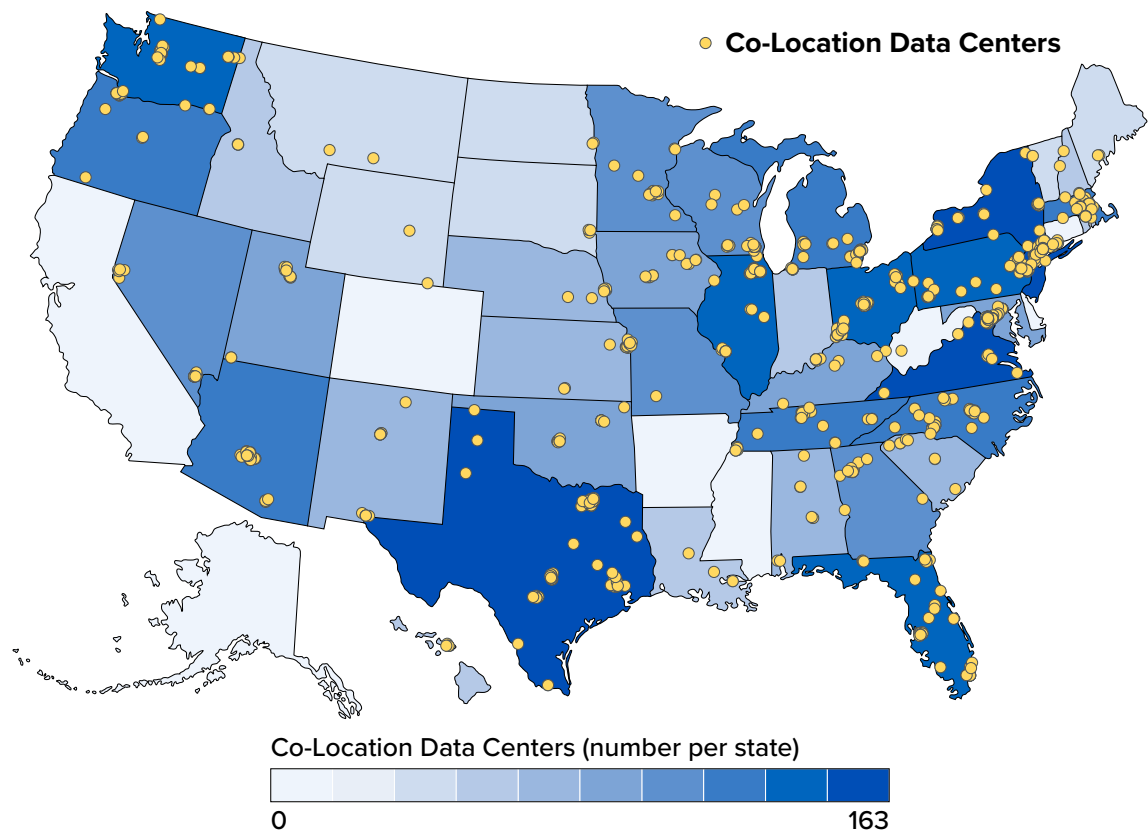 Co-Location Data Centers
Co-Location Data Centers (number per state)
0 163